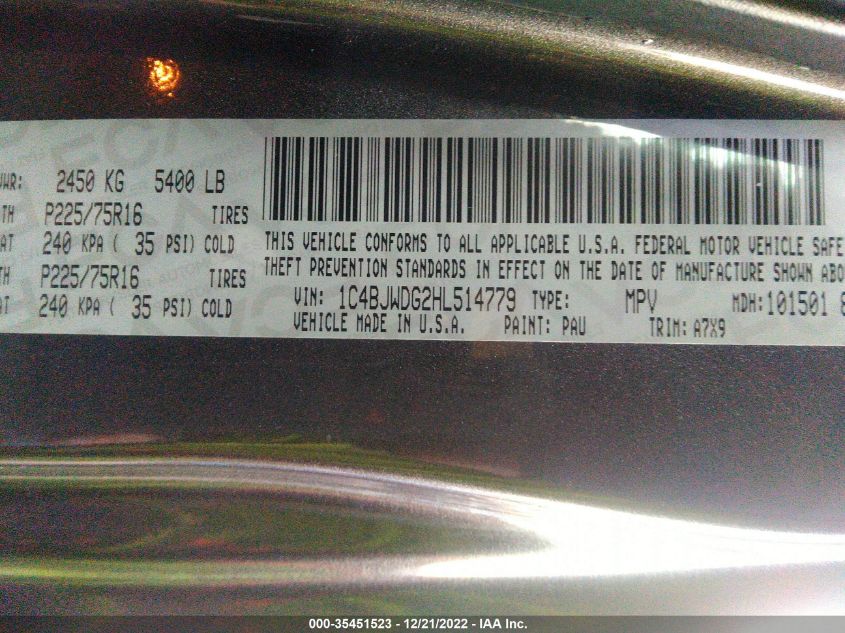 2450 KG 5400 LB
P225/75R16 TIRES
240 KPA ( 35 PSI) COLD
P225/75R16 TIRES
240 KPA ( 35 PSI) COLD
THIS VEHICLE CONFORMS TO ALL APPLICABLE U.S.A. FEDERAL MOTOR VEHICLE SAFE
THEFT PREVENTION STANDARDS IN EFFECT ON THE DATE OF MANUFACTURE SHOWN ABO
VIN: 1C4BJWDG2HL514779 TYPE: MPV MDH:101501 8
VEHICLE MADE IN U.S.A. PAINT: PAU TRIM: A7X9
000-35451523 - 12/21/2022 - IAA Inc.